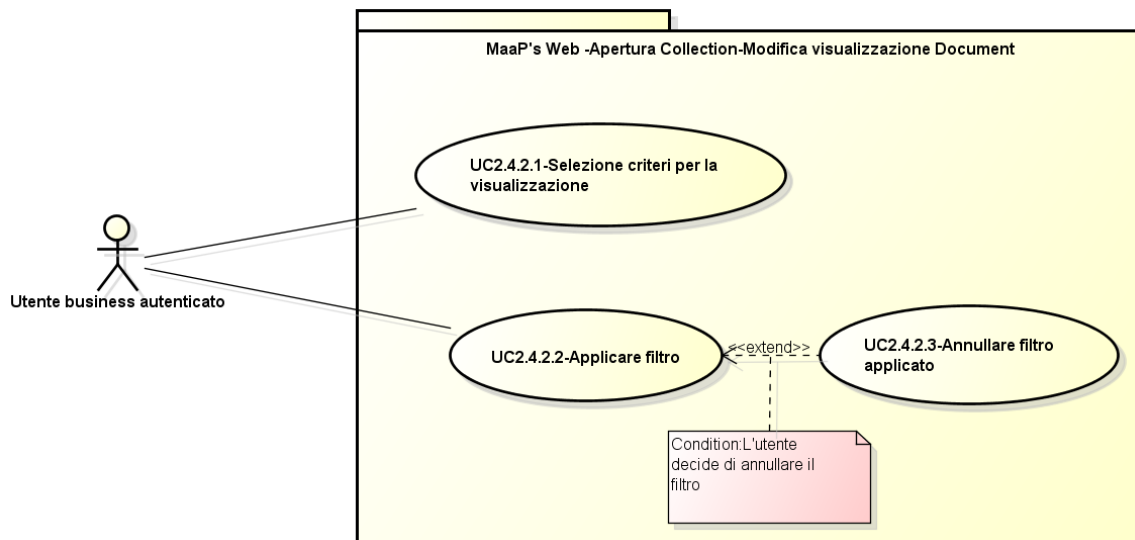 MaaP's Web -Apertura Collection-Modifica visualizzazione Document
UC2.4.2.1-Selezione criteri per la
visualizzazione
Utente business autenticato
UC2.4.2.2-Applicare filtro
<<extend>>
UC2.4.2.3-Annullare filtro
applicato
Condition:L'utente
decide di annullare il
filtro